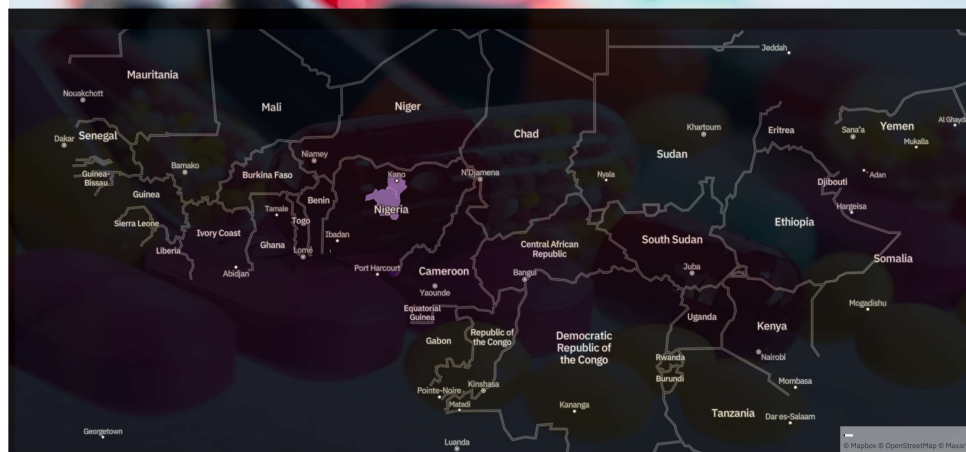 Jeddah
Mauritania
Nouakchott
Mali
Niger
Chad
Khartoum
Eritrea
Sana'a
Yemen
Al Ghayda
Mukalla
Dakar
Senegal
Bamako
Niamey
Burkina Faso
Kano
N'Djamena
Sudan
Nyala
Adan
Djibouti
Guinea-
Bissau
Guinea
Benin
Nigeria
Hargeisa
Sierra Leone
Tamale
Togo
Ivory Coast
Ghana
Ibadan
Lomé
Liberia
Abidjan
Port Harcourt
Cameroon
Yaounde
Central African
Republic
Bangui
South Sudan
Juba
Ethiopia
Somalia
Mogadishu
Equatorial
Guinea
Gabon
Republic of
the Congo
Democratic
Republic of
the Congo
Uganda
Kenya
Nairobi
Rwanda
Burundi
Mombasa
Pointe-Noire
Kinshasa
Matadi
Kananga
Tanzania
Dar es-Salaam
Georgetown
Luanda
© Mapbox © OpenStreetMap © Maxar